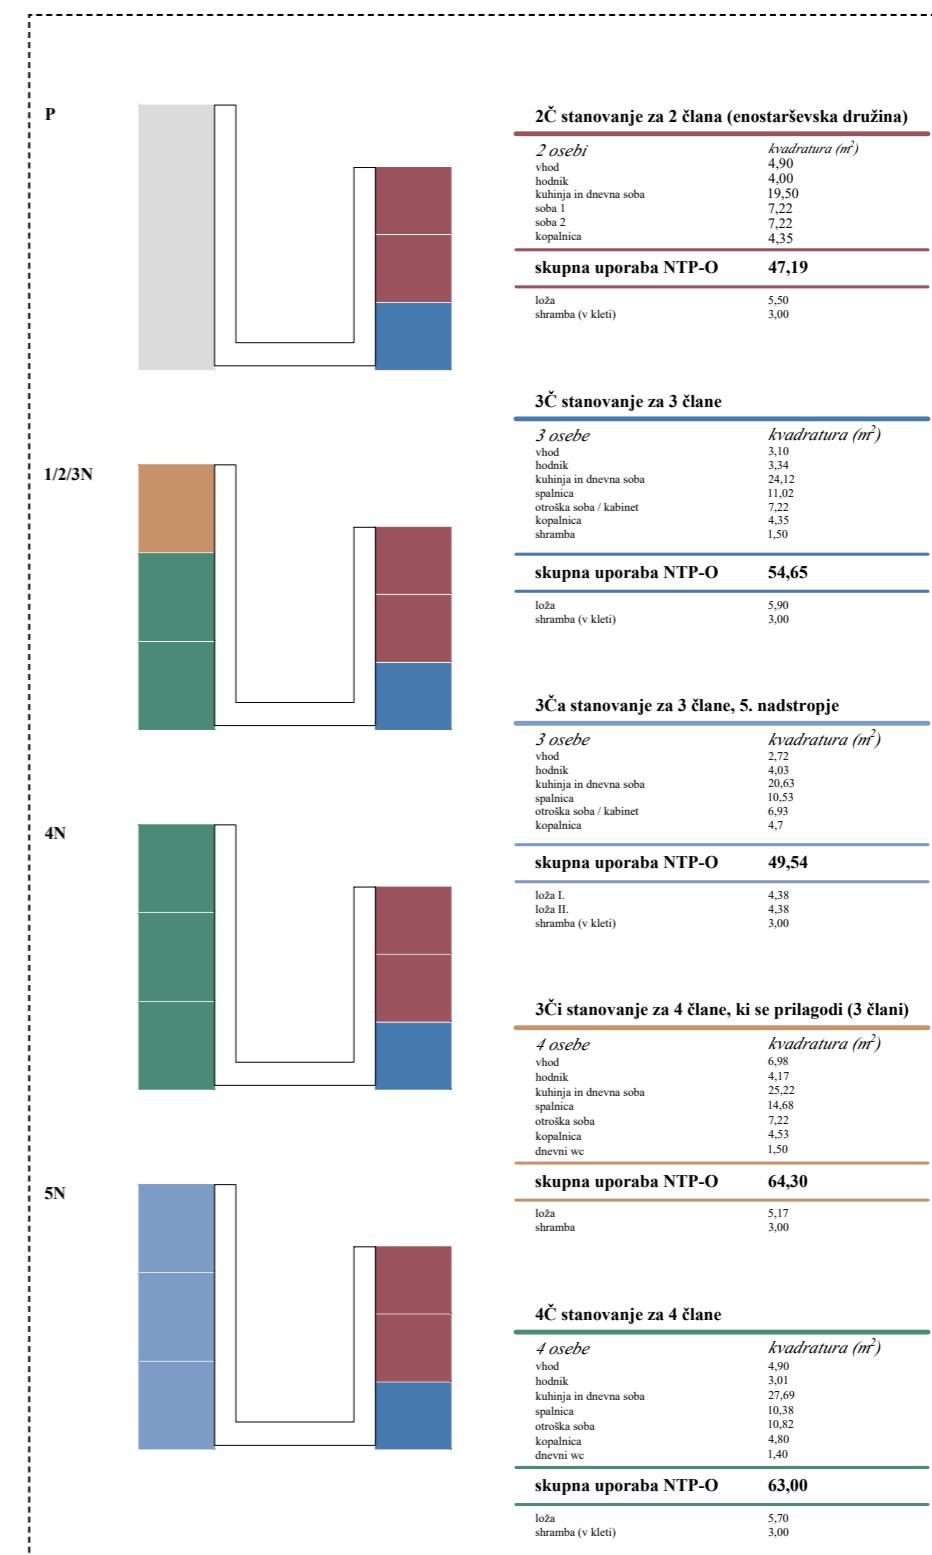 P
2Č stanovanje za 2 člana (enostarševska družina)
2 osebi kvadratura (m²)
vhod 4,90
hodnik 4,00
kuhinja in dnevna soba 19,50
soba 1 7,22
soba 2 7,22
kopalnica 4,35
skupna uporaba NTP-O 47,19
loža 5,50
shramba (v kleti) 3,00
3Č stanovanje za 3 člane
3 osebe kvadratura (m²)
vhod 3,10
hodnik 3,34
kuhinja in dnevna soba 24,12
spalnica 11,02
otroška soba / kabinet 7,22
kopalnica 4,35
shramba 1,50
skupna uporaba NTP-O 54,65
loža 5,90
shramba (v kleti) 3,00
1/2/3N
3Ča stanovanje za 3 člane, 5. nadstropje
3 osebe kvadratura (m²)
vhod 2,72
hodnik 4,03
kuhinja in dnevna soba 20,63
spalnica 10,53
otroška soba / kabinet 6,93
kopalnica 4,7
skupna uporaba NTP-O 49,54
loža I. 4,38
loža II. 4,38
shramba (v kleti) 3,00
4N
3Či stanovanje za 4 člane, ki se prilagodi (3 člani)
4 osebe kvadratura (m²)
vhod 6,98
hodnik 4,17
kuhinja in dnevna soba 25,22
spalnica 14,68
otroška soba 7,22
kopalnica 4,53
dnevni wc 1,50
skupna uporaba NTP-O 64,30
loža 5,17
shramba 3,00
5N
4Č stanovanje za 4 člane
4 osebe kvadratura (m²)
vhod 4,90
hodnik 3,01
kuhinja in dnevna soba 27,69
spalnica 10,38
otroška soba 10,82
kopalnica 4,80
dnevni wc 1,40
skupna uporaba NTP-O 63,00
loža 5,70
shramba (v kleti) 3,00